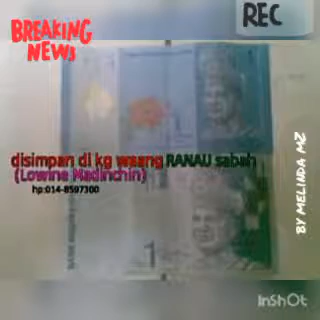 BREAKING
NEWS
REC
disimpan di kg waang RANAU sabah
(Lowine Madinchin)
hp:014-8597300
BY MELINDA MZ
1
InShOt